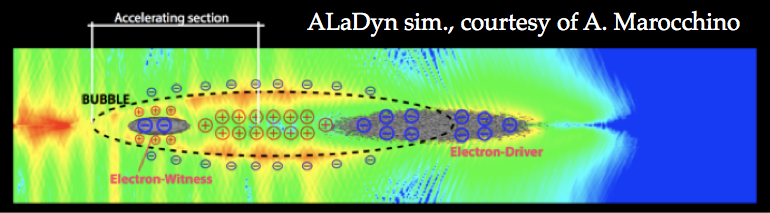 Accelerating section
ALaDyn sim., courtesy of A. Marocchino
BUBBLE
Electron-Driver
Electron-Witness